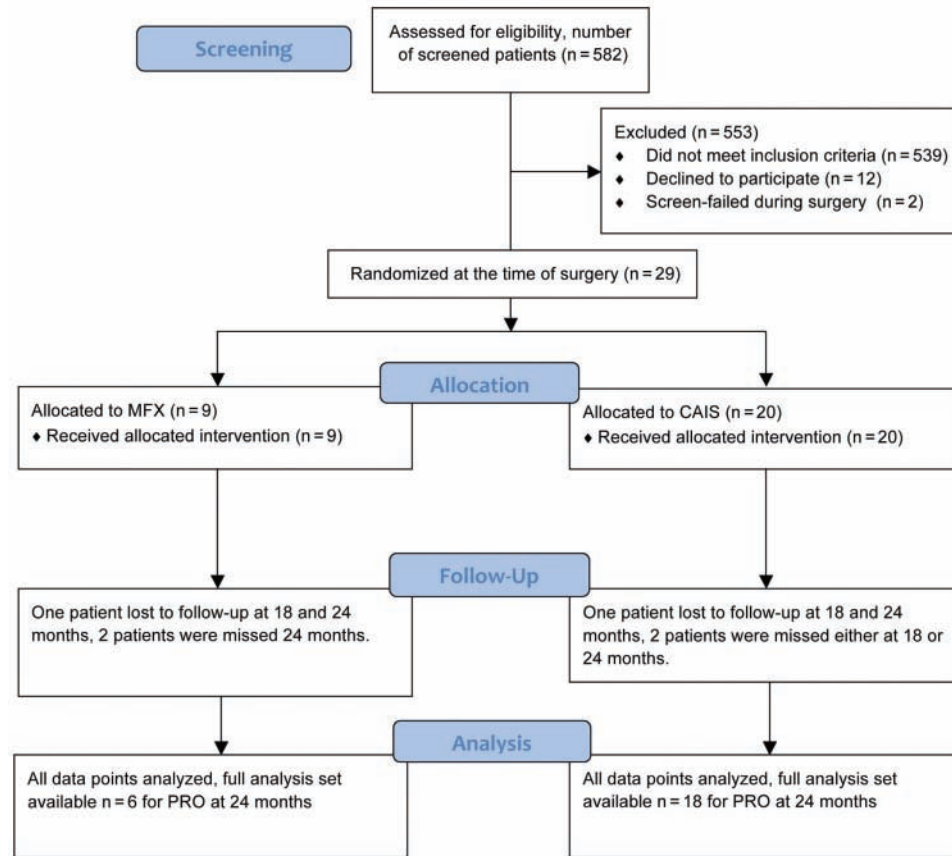 Screening
Assessed for eligibility, number
of screened patients (n = 582)
Excluded (n = 553)
♦ Did not meet inclusion criteria (n = 539)
♦ Declined to participate (n = 12)
♦ Screen-failed during surgery (n = 2)
Randomized at the time of surgery (n = 29)
Allocation
Allocated to MFX (n = 9)
♦ Received allocated intervention (n = 9)
Allocated to CAIS (n = 20)
♦ Received allocated intervention (n = 20)
Follow-Up
One patient lost to follow-up at 18 and 24
months, 2 patients were missed 24 months.
One patient lost to follow-up at 18 and 24
months, 2 patients were missed either at 18 or
24 months.
Analysis
All data points analyzed, full analysis set
available n = 6 for PRO at 24 months
All data points analyzed, full analysis set
available n = 18 for PRO at 24 months